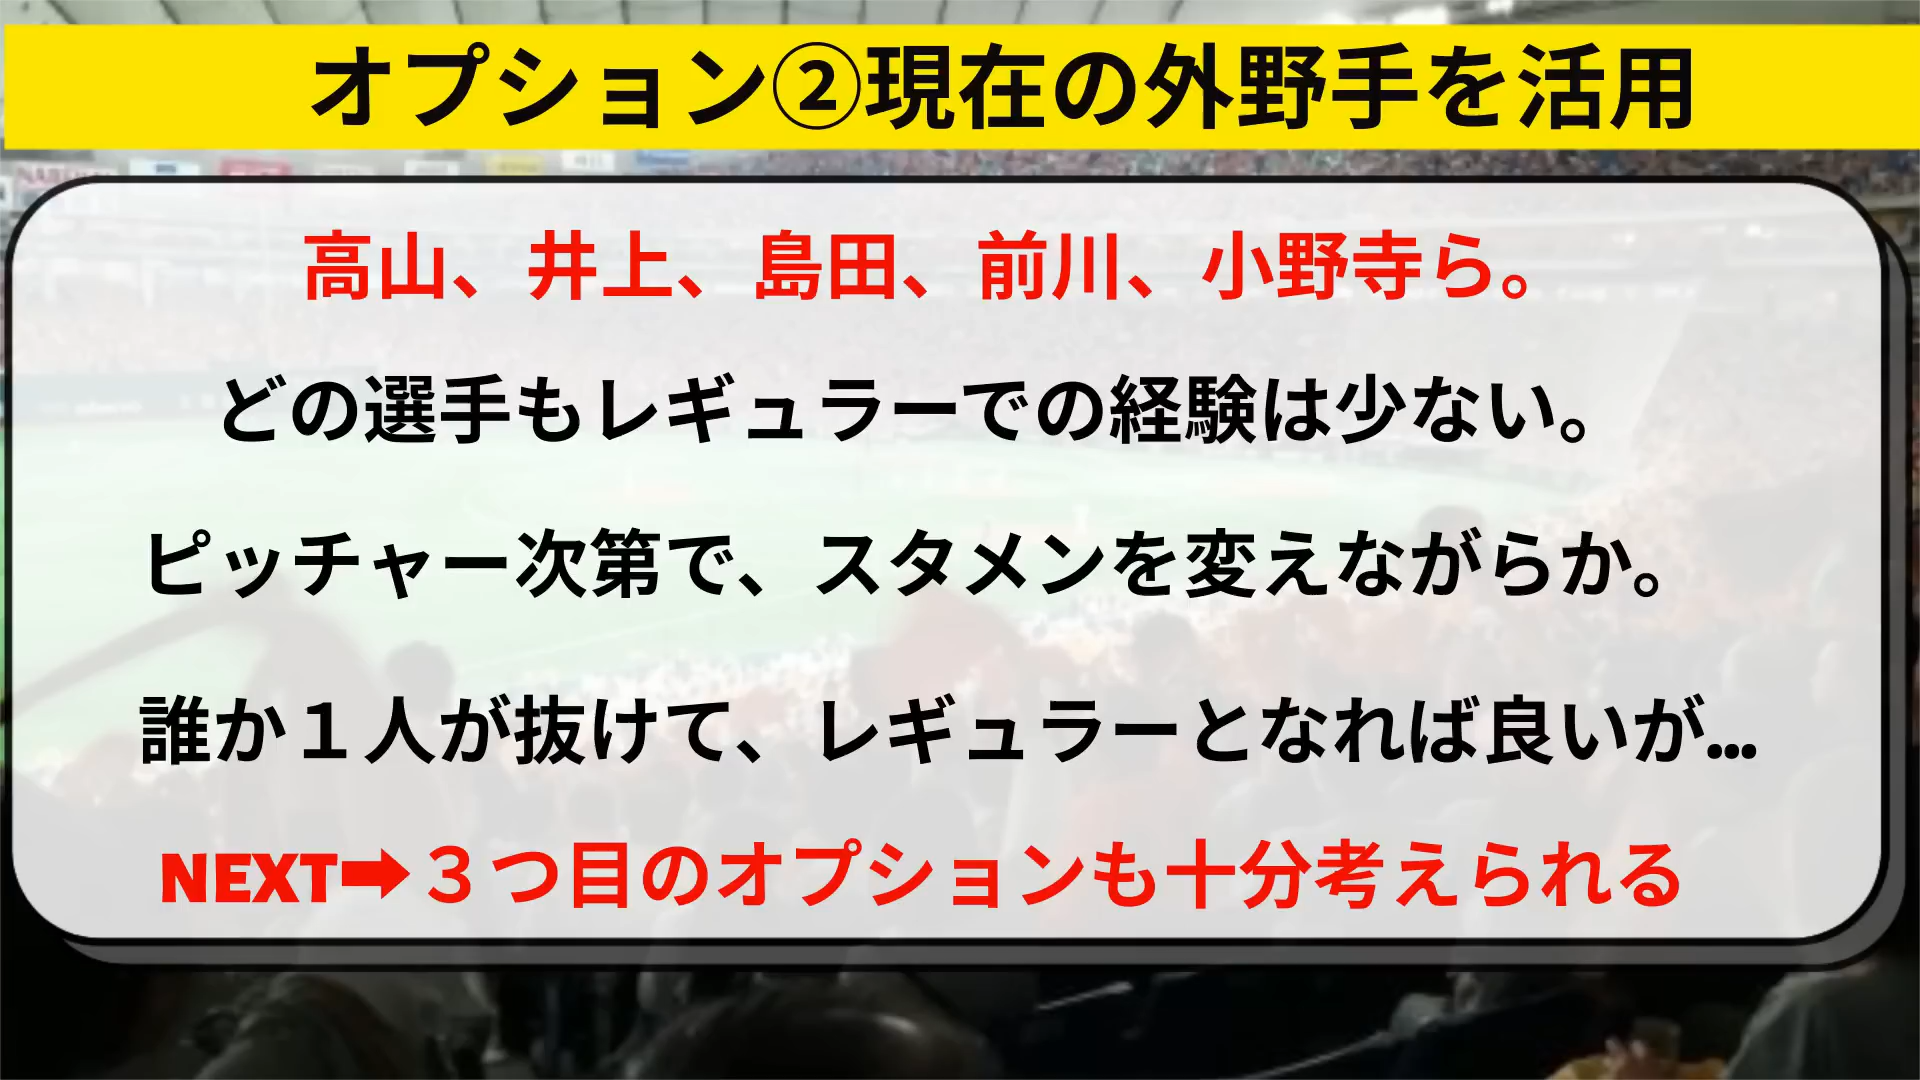 オプション②現在の外野手を活用
高山、井上、島田、前川、小野寺ら。
どの選手もレギュラーでの経験は少ない。
ピッチャー次第で、スタメンを変えながらか。
誰か１人が抜けて、レギュラーとなれば良いが...
NEXT➡３つ目のオプションも十分考えられる